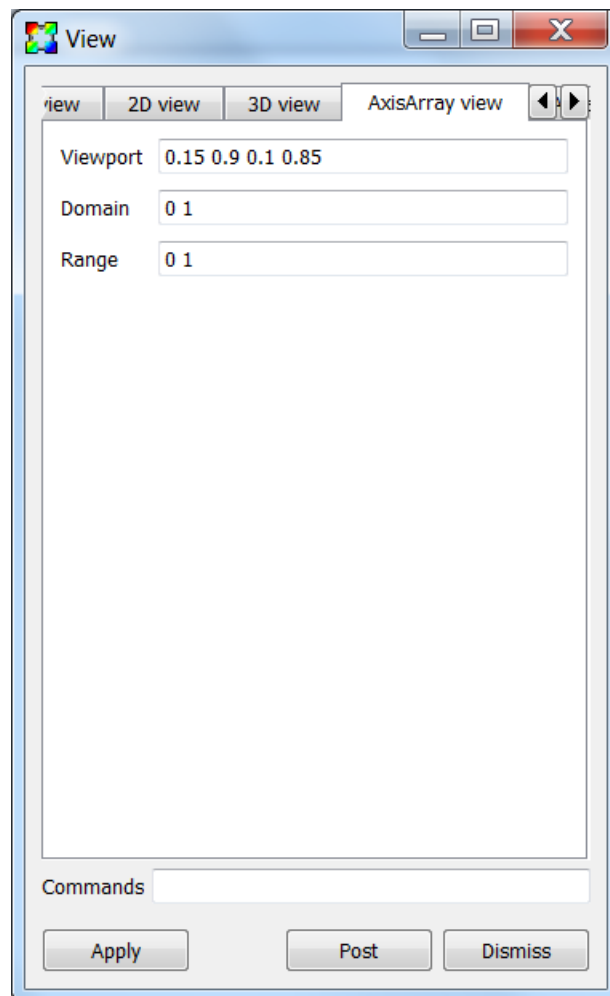 View
view 2D view 3D view AxisArray view
Viewport 0.15 0.9 0.1 0.85
Domain 0 1
Range 0 1
Commands
Apply Post Dismiss